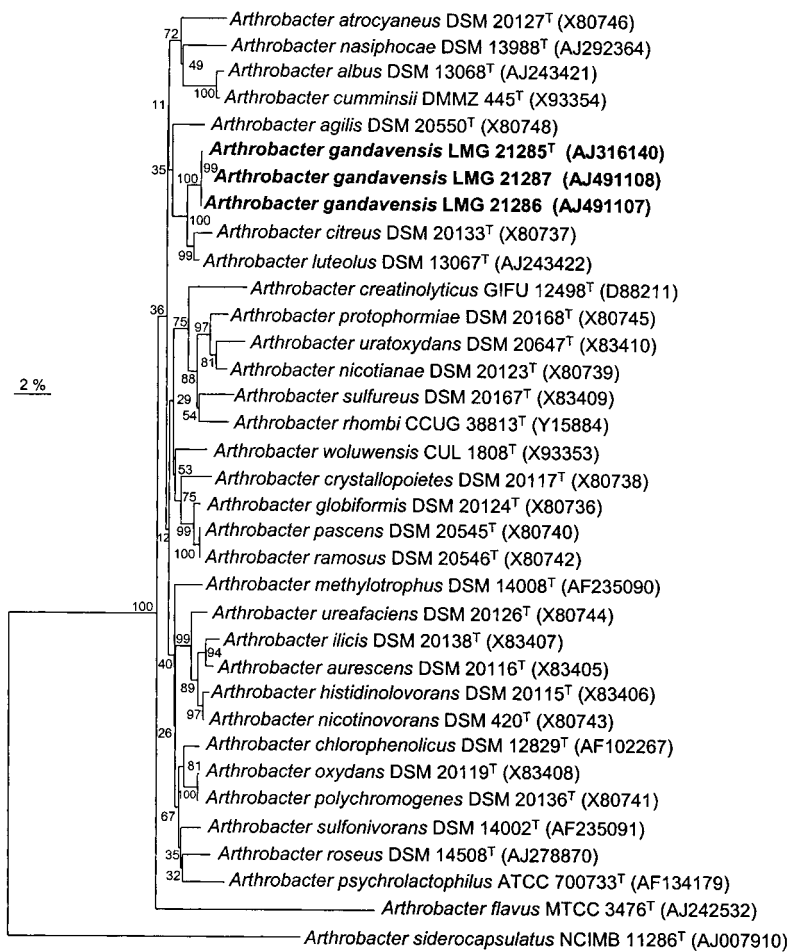 Arthrobacter atrocyaneus DSM 20127ᵀ (X80746)
72
Arthrobacter nasiphocae DSM 13988ᵀ (AJ292364)
49
Arthrobacter albus DSM 13068ᵀ (AJ243421)
100
Arthrobacter cumminsii DMMZ 445ᵀ (X93354)
11
Arthrobacter agilis DSM 20550ᵀ (X80748)
Arthrobacter gandavensis LMG 21285ᵀ (AJ316140)
35
99
100
Arthrobacter gandavensis LMG 21287 (AJ491108)
Arthrobacter gandavensis LMG 21286 (AJ491107)
100
Arthrobacter citreus DSM 20133ᵀ (X80737)
99
Arthrobacter luteolus DSM 13067ᵀ (AJ243422)
Arthrobacter creatinolyticus GIFU 12498ᵀ (D88211)
36
75
97
Arthrobacter protophormiae DSM 20168ᵀ (X80745)
Arthrobacter uratoxydans DSM 20647ᵀ (X83410)
81
Arthrobacter nicotianae DSM 20123ᵀ (X80739)
88
2 %
29
Arthrobacter sulfureus DSM 20167ᵀ (X83409)
54
Arthrobacter rhombi CCUG 38813ᵀ (Y15884)
Arthrobacter woluwensis CUL 1808ᵀ (X93353)
53
Arthrobacter crystallopoietes DSM 20117ᵀ (X80738)
75
Arthrobacter globiformis DSM 20124ᵀ (X80736)
99
Arthrobacter pascens DSM 20545ᵀ (X80740)
12
100
Arthrobacter ramosus DSM 20546ᵀ (X80742)
Arthrobacter methylotrophus DSM 14008ᵀ (AF235090)
100
Arthrobacter ureafaciens DSM 20126ᵀ (X80744)
99
Arthrobacter ilicis DSM 20138ᵀ (X83407)
94
40
Arthrobacter aurescens DSM 20116ᵀ (X83405)
89
Arthrobacter histidinolovorans DSM 20115ᵀ (X83406)
97
Arthrobacter nicotinovorans DSM 420ᵀ (X80743)
26
Arthrobacter chlorophenolicus DSM 12829ᵀ (AF102267)
81
Arthrobacter oxydans DSM 20119ᵀ (X83408)
100
Arthrobacter polychromogenes DSM 20136ᵀ (X80741)
67
Arthrobacter sulfonivorans DSM 14002ᵀ (AF235091)
35
Arthrobacter roseus DSM 14508ᵀ (AJ278870)
32
Arthrobacter psychrolactophilus ATCC 700733ᵀ (AF134179)
Arthrobacter flavus MTCC 3476ᵀ (AJ242532)
Arthrobacter siderocapsulatus NCIMB 11286ᵀ (AJ007910)